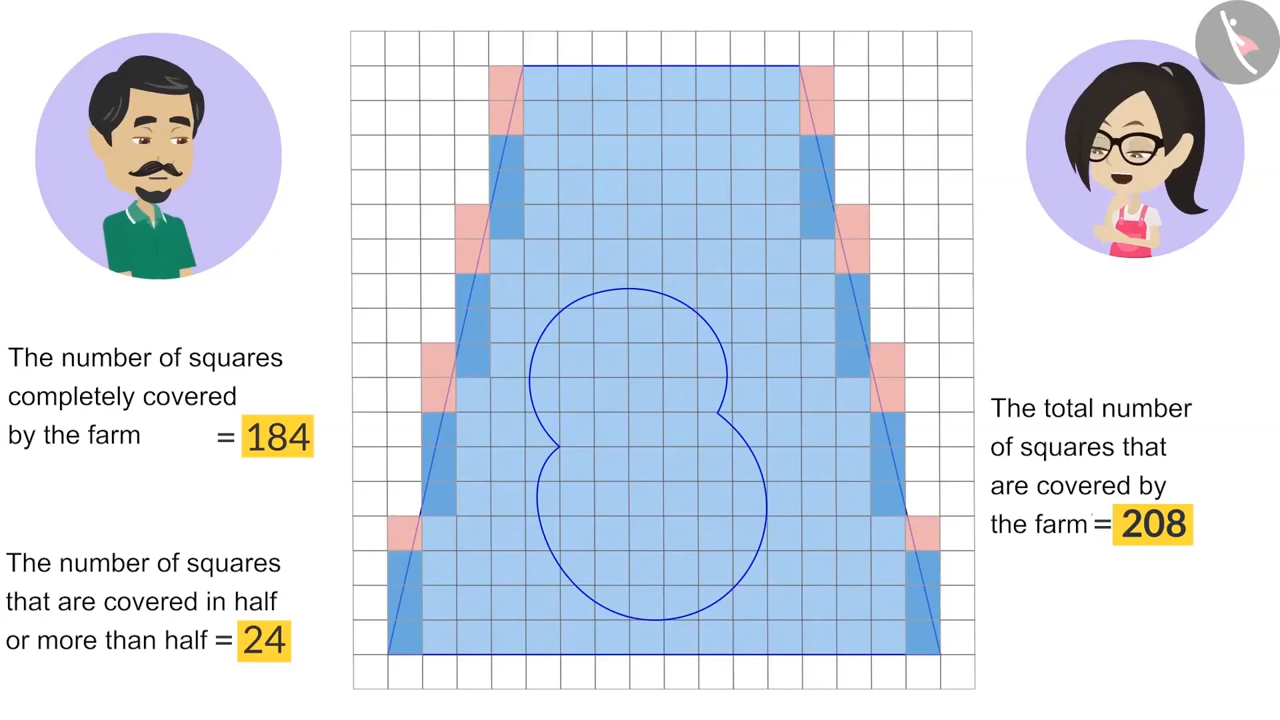 The number of squares
completely covered
by the farm = 184
The number of squares
that are covered in half
or more than half = 24
The total number
of squares that
are covered by
the farm = 208